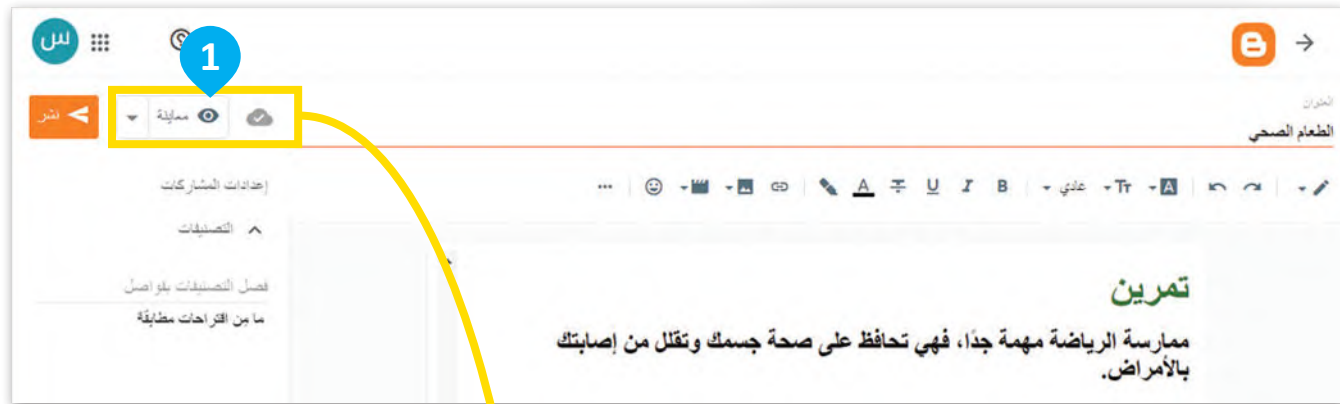 س
1
العنوان
الطعام الصحي
معاينة
نشر
عادي
B I U T A
إعدادات المشاركات
التصنيفات
فصل التصنيفات بفواصل
ما مِن اقتراحات مطابقة
تمرين
ممارسة الرياضة مهمة جدًا، فهي تحافظ على صحة جسمك وتقلل من إصابتك
بالأمراض.